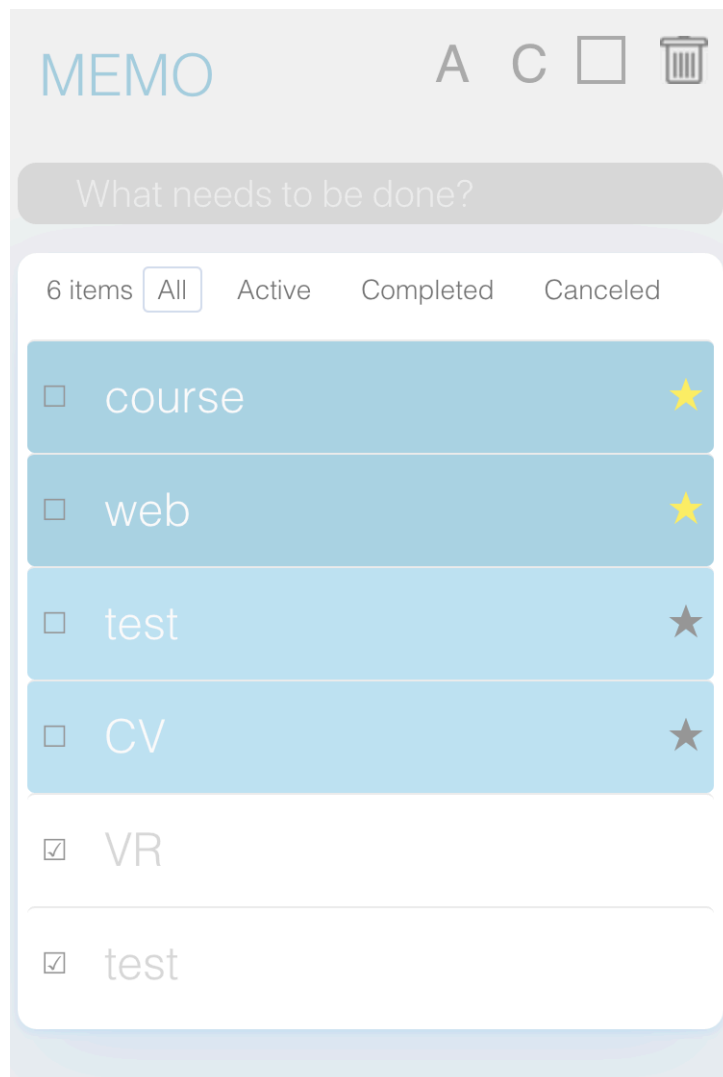 MEMO A C
What needs to be done?
6 items All Active Completed Canceled
course
web
test
CV
VR
test